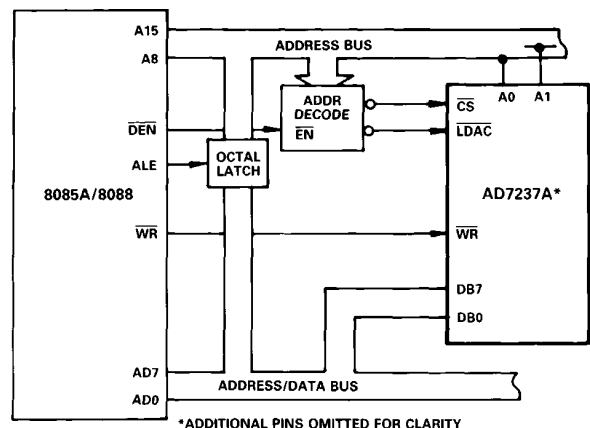 A15
ADDRESS BUS
A8
A0 A1
ADDR
DECODE
EN
CS
LDAC
DEN
OCTAL
LATCH
ALE
8085A/8088
AD7237A*
WR
WR
DB7
DB0
AD7
ADDRESS/DATA BUS
AD0
*ADDITIONAL PINS OMITTED FOR CLARITY